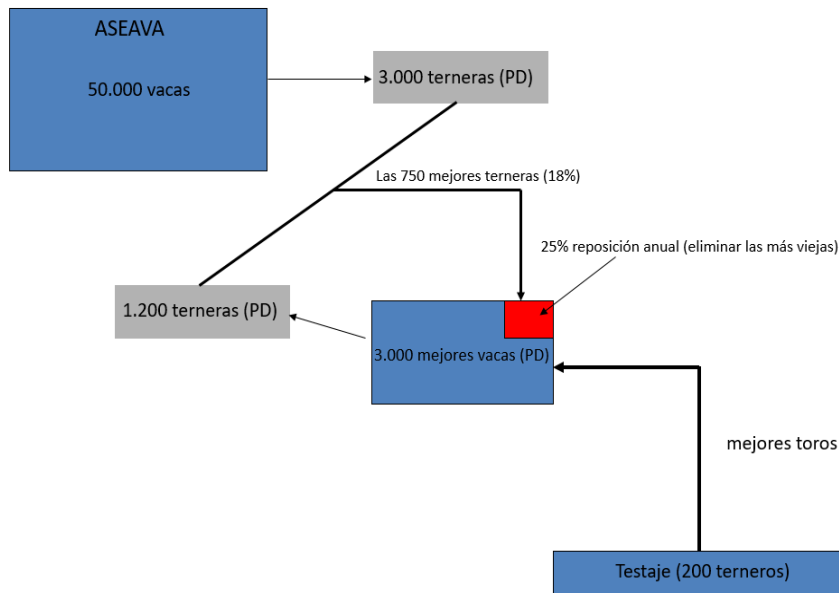 ASEAVA
50.000 vacas
3.000 terneras (PD)
Las 750 mejores terneras (18%)
25% reposición anual (eliminar las más viejas)
1.200 terneras (PD)
3.000 mejores vacas (PD)
mejores toros
Testaje (200 terneros)